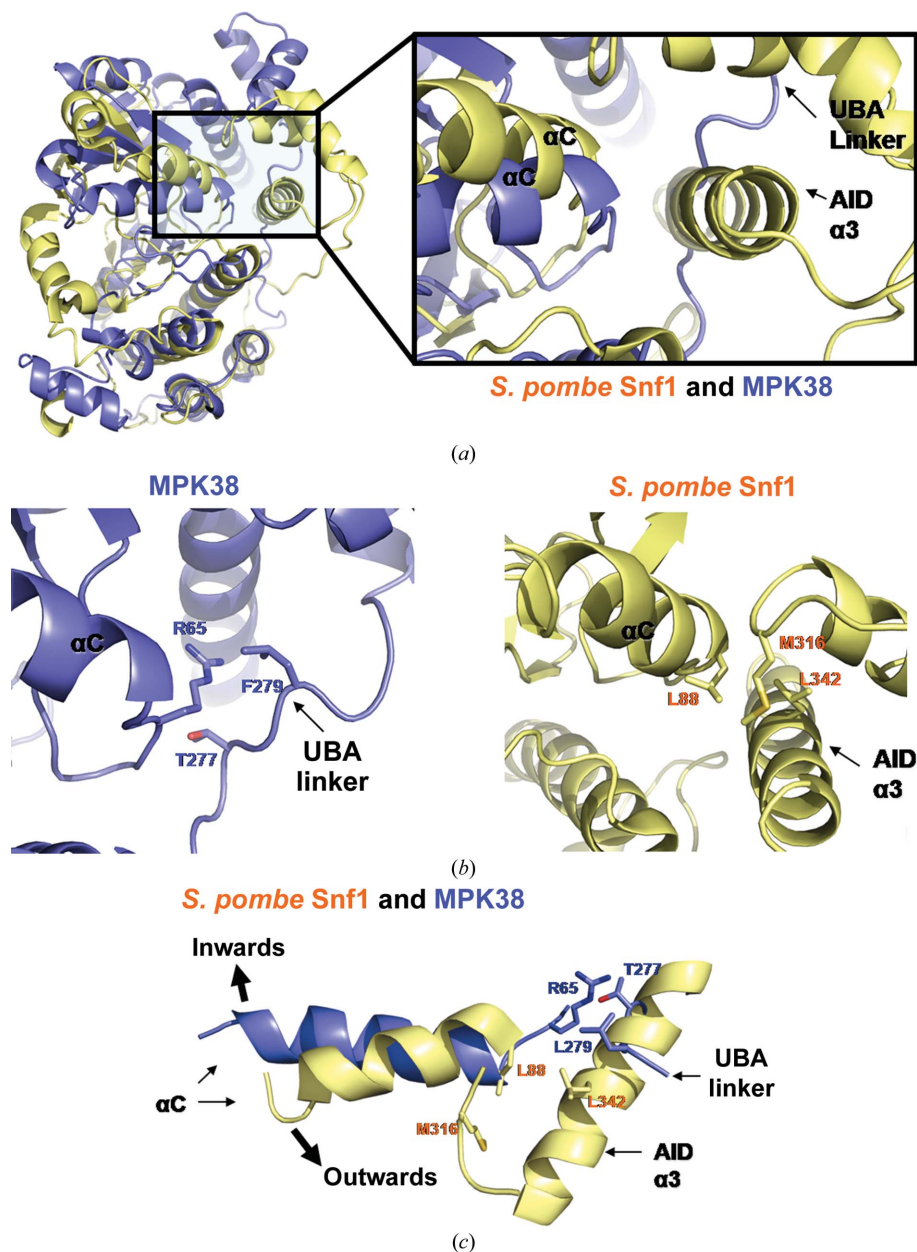 αC
αC
UBA
Linker
AID
α3
S. pombe Snf1 and MPK38
(a)
MPK38
S. pombe Snf1
αC
R65
F279
T277
UBA
linker
αC
M316
L342
L88
AID
α3
(b)
S. pombe Snf1 and MPK38
Inwards
T277
R65
L279
L88
UBA
linker
αC
L342
M316
Outwards
AID
α3
(c)